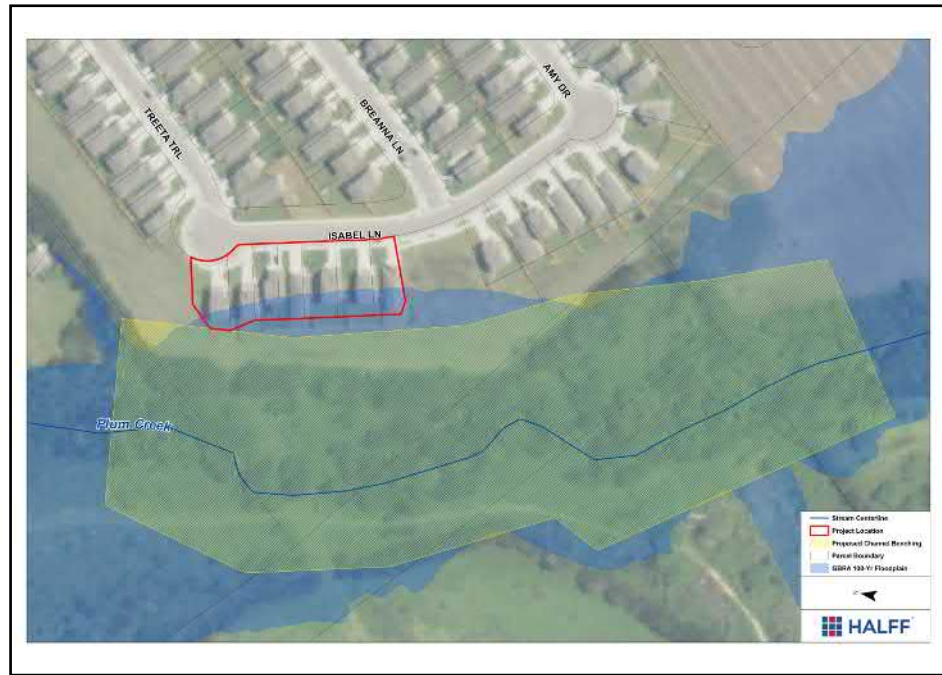 AMY DR
BREANNA LN
TREETA TRL
ISABEL LN
Plum Creek
Stream Centerline
Project Location
Proposed Channel Benching
Parcel Boundary
GBRA 100-Yr Floodplain
HALFF